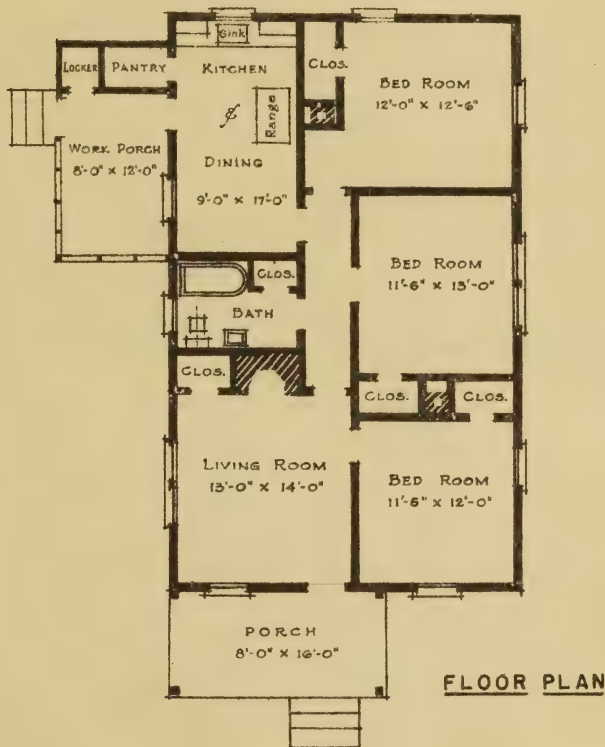 Sink
KITCHEN
CLOS.
BED ROOM
12'-0" X 12'-6"
LOCKER
PANTRY
Range
&
DINING
9'-0" X 17'-0"
WORK PORCH
8'-0" X 12'-0"
BED ROOM
11'-6" X 13'-0"
CLOS.
BATH
CLOS.
CLOS.
CLOS.
LIVING ROOM
13'-0" X 14'-0"
BED ROOM
11'-6" X 12'-0"
PORCH
8'-0" X 16'-0"
FLOOR PLAN